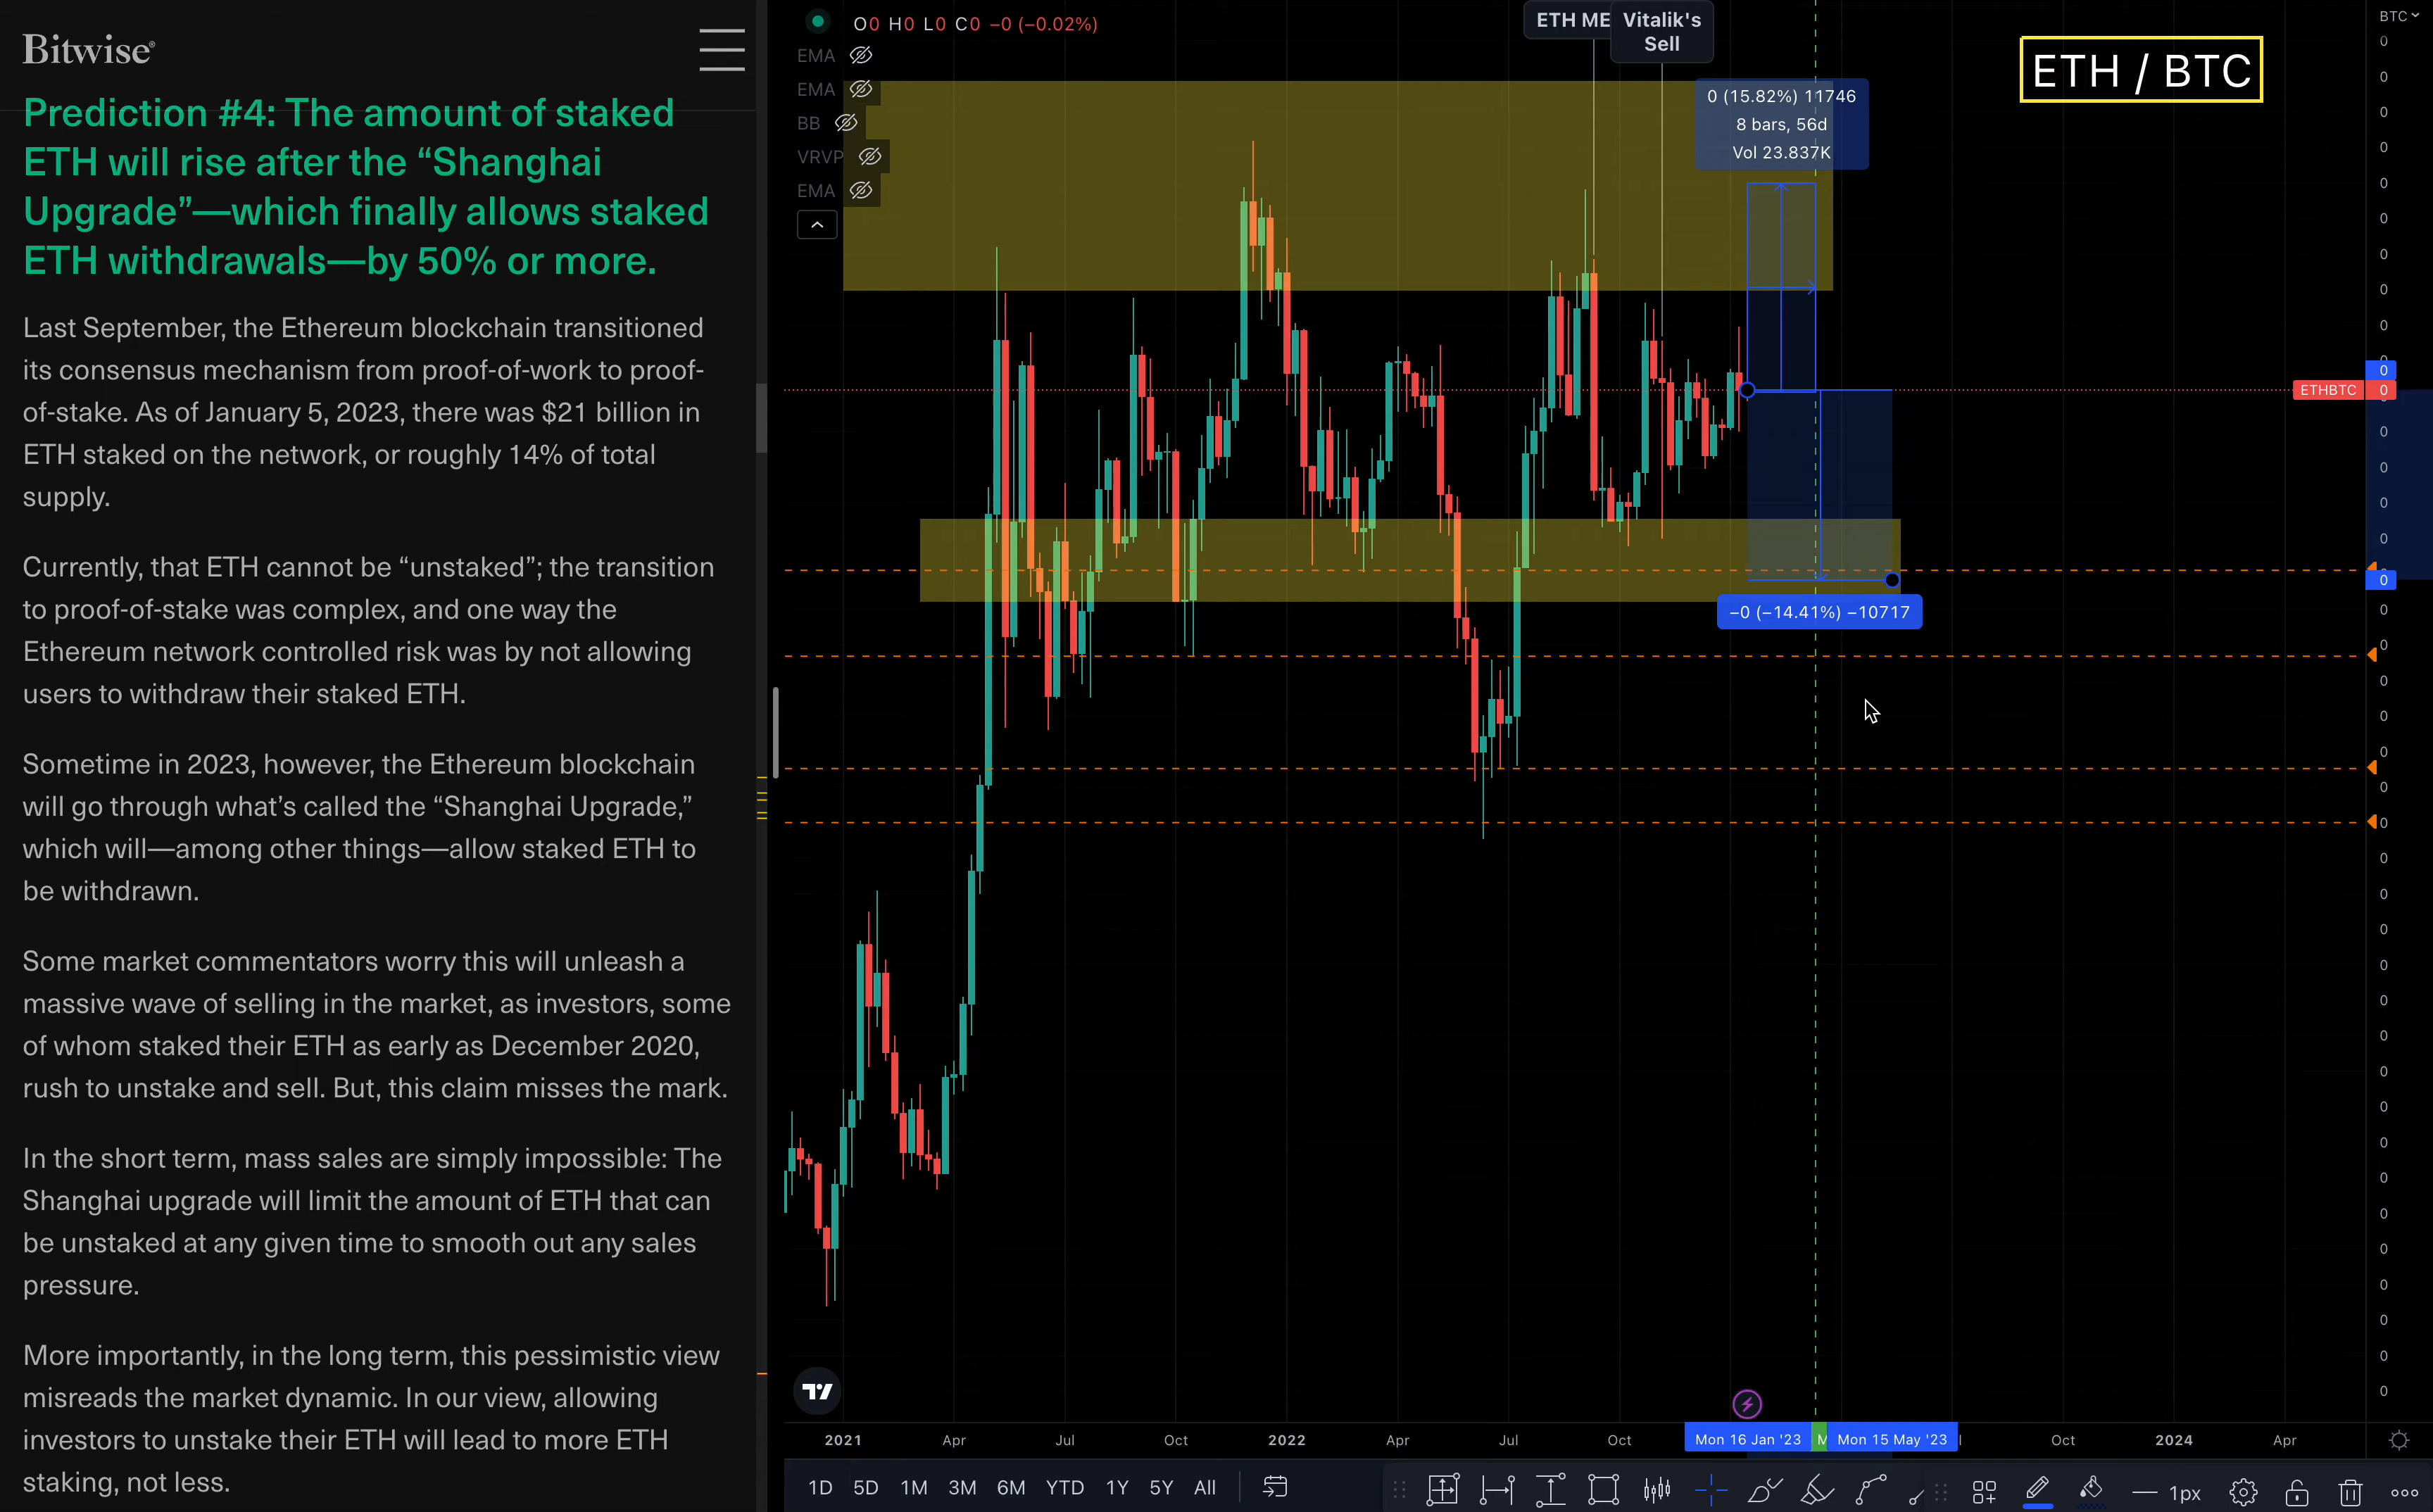 Bitwise®
Prediction #4: The amount of staked
ETH will rise after the “Shanghai
Upgrade”—which finally allows staked
ETH withdrawals—by 50% or more.
Last September, the Ethereum blockchain transitioned
its consensus mechanism from proof-of-work to proof-
of-stake. As of January 5, 2023, there was $21 billion in
ETH staked on the network, or roughly 14% of total
supply.
Currently, that ETH cannot be “unstaked”; the transition
to proof-of-stake was complex, and one way the
Ethereum network controlled risk was by not allowing
users to withdraw their staked ETH.
Sometime in 2023, however, the Ethereum blockchain
will go through what’s called the “Shanghai Upgrade,”
which will—among other things—allow staked ETH to
be withdrawn.
Some market commentators worry this will unleash a
massive wave of selling in the market, as investors, some
of whom staked their ETH as early as December 2020,
rush to unstake and sell. But, this claim misses the mark.
In the short term, mass sales are simply impossible: The
Shanghai upgrade will limit the amount of ETH that can
be unstaked at any given time to smooth out any sales
pressure.
More importantly, in the long term, this pessimistic view
misreads the market dynamic. In our view, allowing
investors to unstake their ETH will lead to more ETH
staking, not less.
O0 H0 L0 C0 −0 (−0.02%)
EMA
EMA
BB
VRVP
EMA
ETH ME
Vitalik's
Sell
0 (15.82%) 11746
8 bars, 56d
Vol 23.837K
ETH / BTC
BTC
ETHBTC 0
−0 (−14.41%) −10717
2021 Apr Jul Oct 2022 Apr Jul Oct Mon 16 Jan '23 M Mon 15 May '23 Oct 2024 Apr
1D 5D 1M 3M 6M YTD 1Y 5Y All 1px